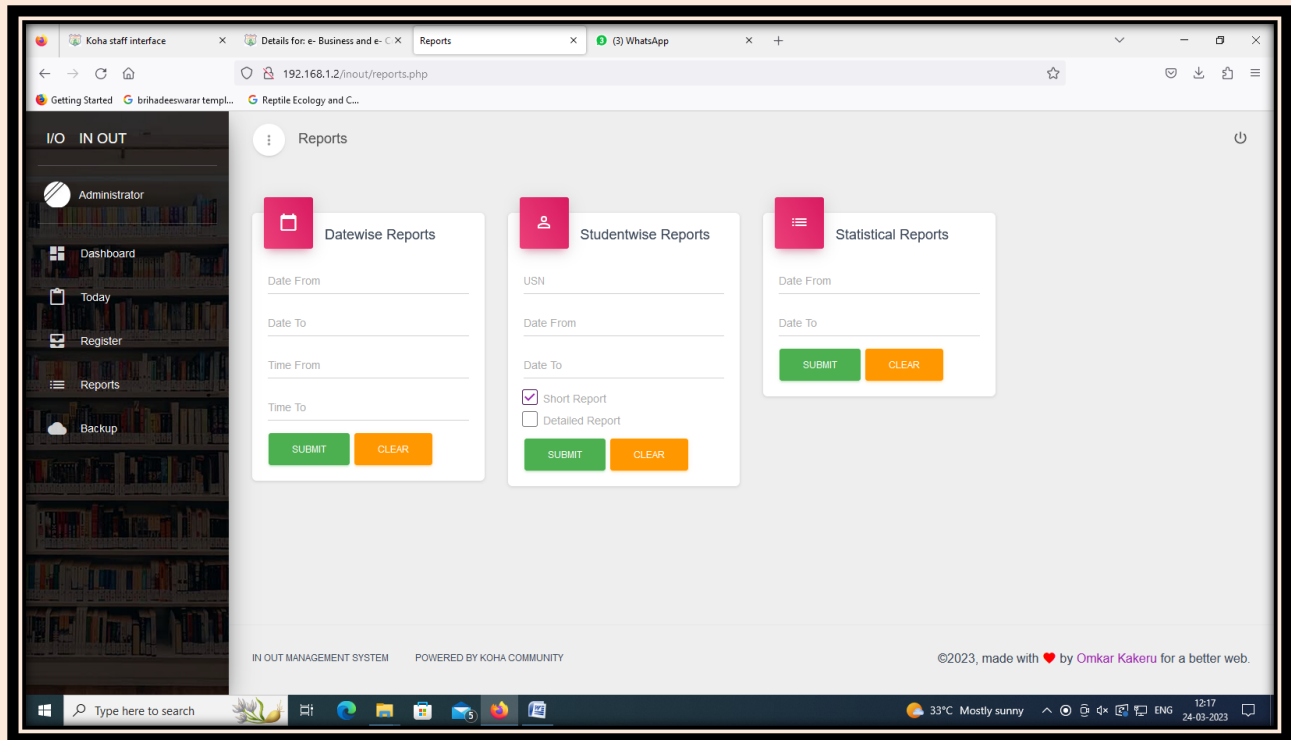 Koha staff interface
Details for: e- Business and e- C
Reports
(3) WhatsApp
192.168.1.2/inout/reports.php
Getting Started
brihadeeswarar templ...
Reptile Ecology and C...
I/O IN OUT
Administrator
Dashboard
Today
Register
Reports
Backup
Reports
Datewise Reports
Date From
Date To
Time From
Time To
SUBMIT
CLEAR
Studentwise Reports
USN
Date From
Date To
Short Report
Detailed Report
SUBMIT
CLEAR
Statistical Reports
Date From
Date To
SUBMIT
CLEAR
IN OUT MANAGEMENT SYSTEM
POWERED BY KOHA COMMUNITY
©2023, made with ♥ by Omkar Kakeru for a better web.
Type here to search
5
33°C Mostly sunny
ENG
12:17
24-03-2023